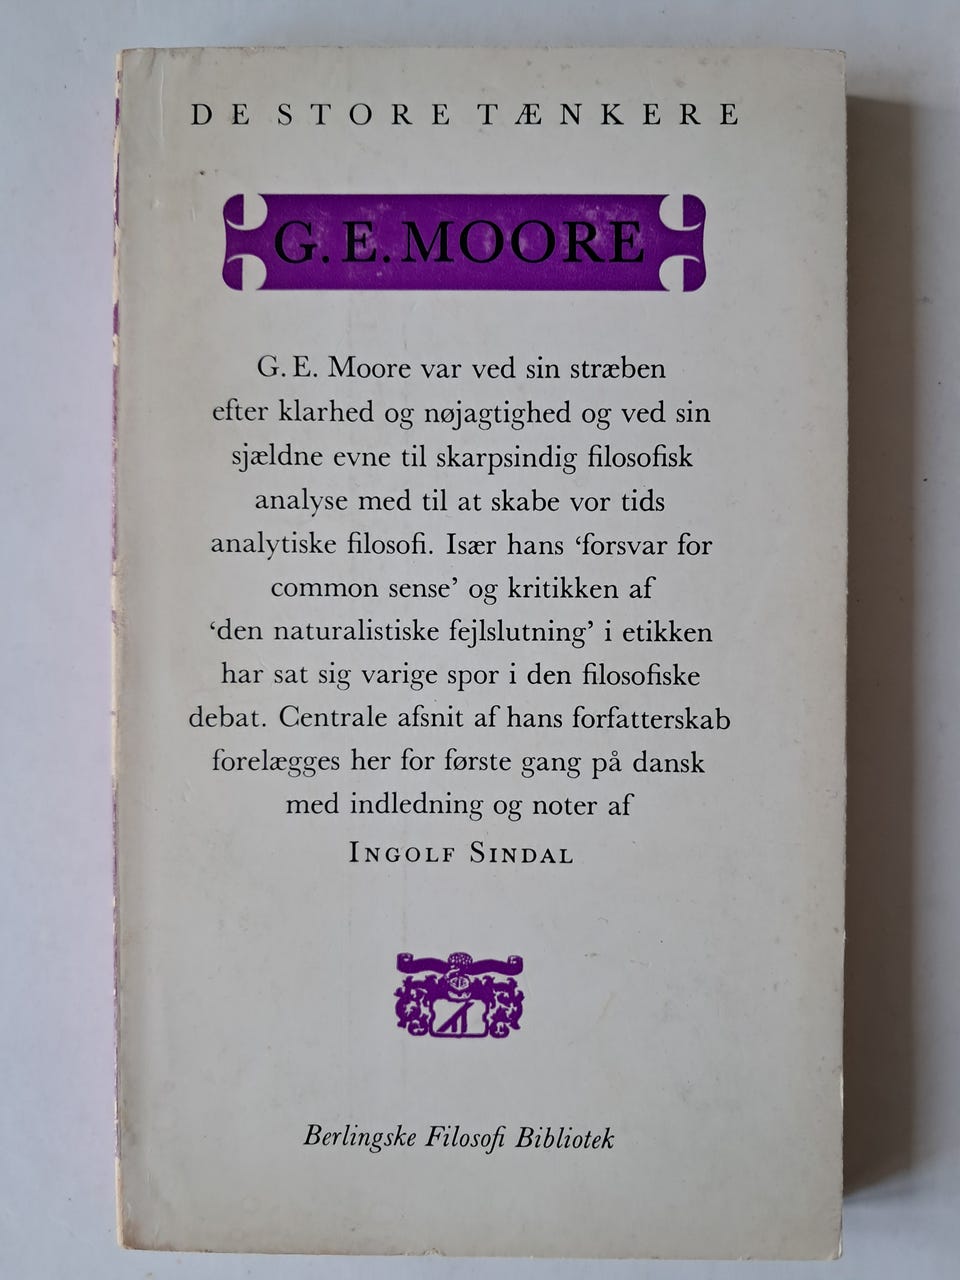 DE STORE TÆNKERE
G. E. MOORE
G. E. Moore var ved sin stræben
efter klarhed og nøjagtighed og ved sin
sjældne evne til skarpsindig filosofisk
analyse med til at skabe vor tids
analytiske filosofi. Især hans ‘forsvar for
common sense’ og kritikken af
‘den naturalistiske fejlslutning’ i etikken
har sat sig varige spor i den filosofiske
debat. Centrale afsnit af hans forfatterskab
forelægges her for første gang på dansk
med indledning og noter af
INGOLF SINDAL
Berlingske Filosofi Bibliotek